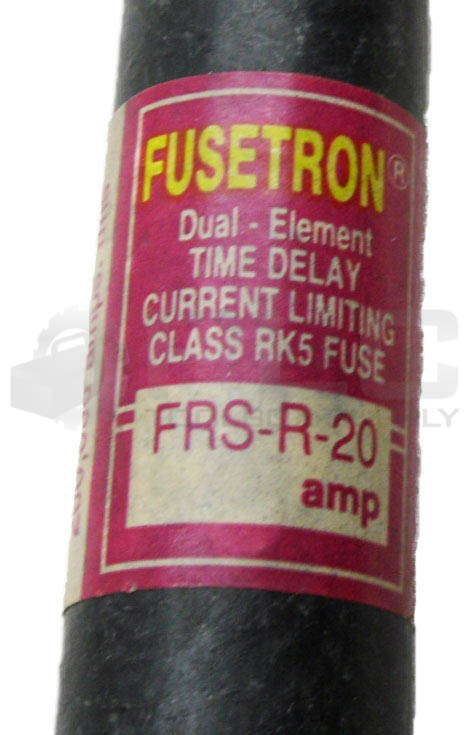 FUSETRON®
Dual - Element
TIME DELAY
CURRENT LIMITING
CLASS RK5 FUSE
FRS-R-20
amp